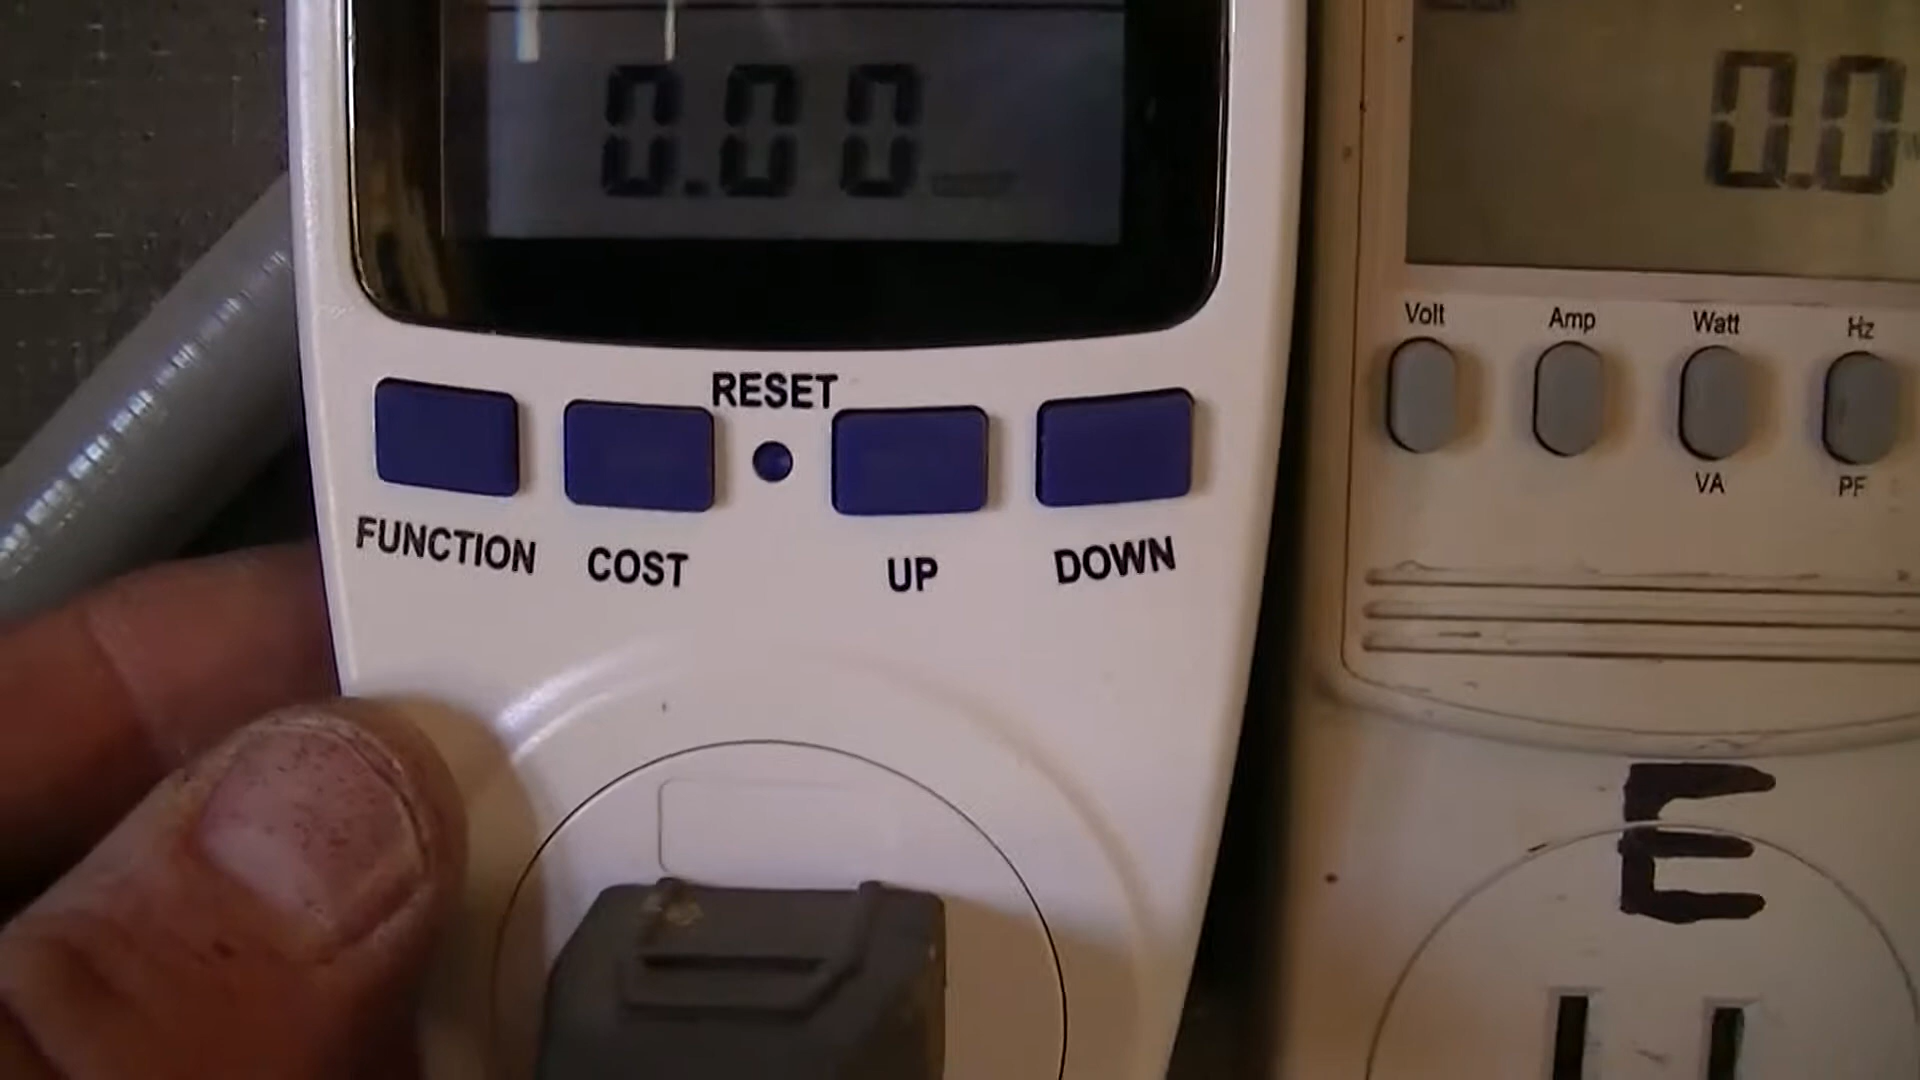 0.00
0.0
RESET
FUNCTION
COST
UP
DOWN
Volt
Amp
Watt
Hz
VA
PF
E